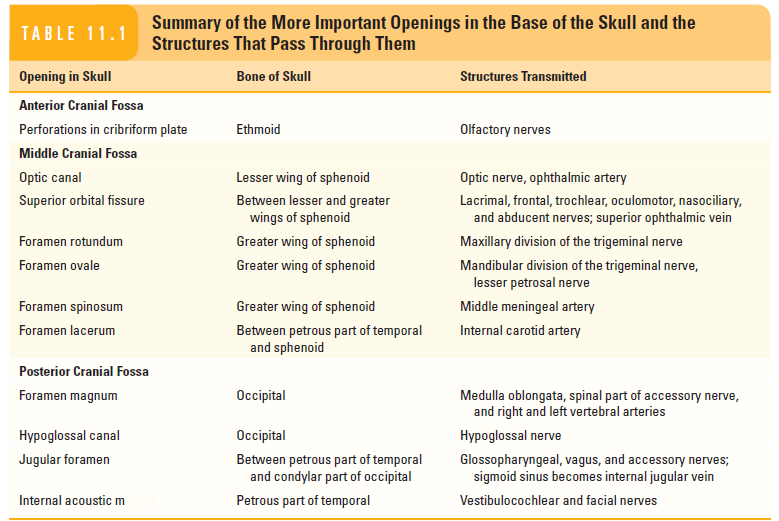 TABLE 11.1
Summary of the More Important Openings in the Base of the Skull and the
Structures That Pass Through Them
Opening in Skull Bone of Skull Structures Transmitted
Anterior Cranial Fossa
Perforations in cribriform plate Ethmoid Olfactory nerves
Middle Cranial Fossa
Optic canal Lesser wing of sphenoid Optic nerve, ophthalmic artery
Superior orbital fissure Between lesser and greater Lacrimal, frontal, trochlear, oculomotor, nasociliary,
wings of sphenoid and abducent nerves; superior ophthalmic vein
Foramen rotundum Greater wing of sphenoid Maxillary division of the trigeminal nerve
Foramen ovale Greater wing of sphenoid Mandibular division of the trigeminal nerve,
lesser petrosal nerve
Foramen spinosum Greater wing of sphenoid Middle meningeal artery
Foramen lacerum Between petrous part of temporal Internal carotid artery
and sphenoid
Posterior Cranial Fossa
Foramen magnum Occipital Medulla oblongata, spinal part of accessory nerve,
and right and left vertebral arteries
Hypoglossal canal Occipital Hypoglossal nerve
Jugular foramen Between petrous part of temporal Glossopharyngeal, vagus, and accessory nerves;
and condylar part of occipital sigmoid sinus becomes internal jugular vein
Internal acoustic m Petrous part of temporal Vestibulocochlear and facial nerves